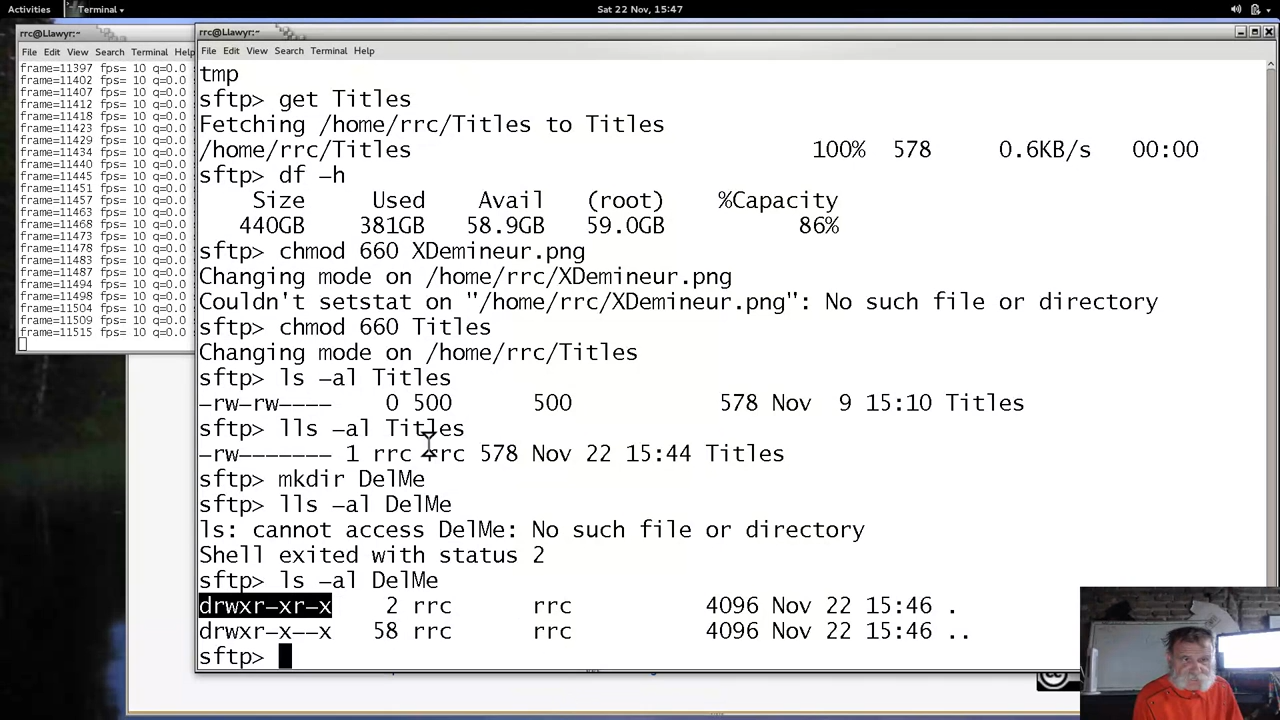 Activities Terminal Sat 22 Nov, 15:47
rrc@Llawyr:~
File Edit View Search Terminal Help
frame=11397 fps= 10 q=0.0
frame=11402 fps= 10 q=0.0
frame=11407 fps= 10 q=0.0
frame=11412 fps= 10 q=0.0
frame=11418 fps= 10 q=0.0
frame=11423 fps= 10 q=0.0
frame=11429 fps= 10 q=0.0
frame=11434 fps= 10 q=0.0
frame=11440 fps= 10 q=0.0
frame=11445 fps= 10 q=0.0
frame=11451 fps= 10 q=0.0
frame=11457 fps= 10 q=0.0
frame=11463 fps= 10 q=0.0
frame=11468 fps= 10 q=0.0
frame=11473 fps= 10 q=0.0
frame=11478 fps= 10 q=0.0
frame=11483 fps= 10 q=0.0
frame=11487 fps= 10 q=0.0
frame=11494 fps= 10 q=0.0
frame=11498 fps= 10 q=0.0
frame=11504 fps= 10 q=0.0
frame=11509 fps= 10 q=0.0
frame=11515 fps= 10 q=0.0
rrc@Llawyr:~
File Edit View Search Terminal Help
tmp
sftp> get Titles
Fetching /home/rrc/Titles to Titles
/home/rrc/Titles 100% 578 0.6KB/s 00:00
sftp> df -h
Size Used Avail (root) %Capacity
440GB 381GB 58.9GB 59.0GB 86%
sftp> chmod 660 XDemineur.png
Changing mode on /home/rrc/XDemineur.png
Couldn't setstat on "/home/rrc/XDemineur.png": No such file or directory
sftp> chmod 660 Titles
Changing mode on /home/rrc/Titles
sftp> ls -al Titles
-rw-rw---- 0 500 500 578 Nov 9 15:10 Titles
sftp> lls -al Titles
-rw------- 1 rrc rrc 578 Nov 22 15:44 Titles
sftp> mkdir DelMe
sftp> lls -al DelMe
ls: cannot access DelMe: No such file or directory
Shell exited with status 2
sftp> ls -al DelMe
drwxr-xr-x 2 rrc rrc 4096 Nov 22 15:46 .
drwxr-x--x 58 rrc rrc 4096 Nov 22 15:46 ..
sftp>